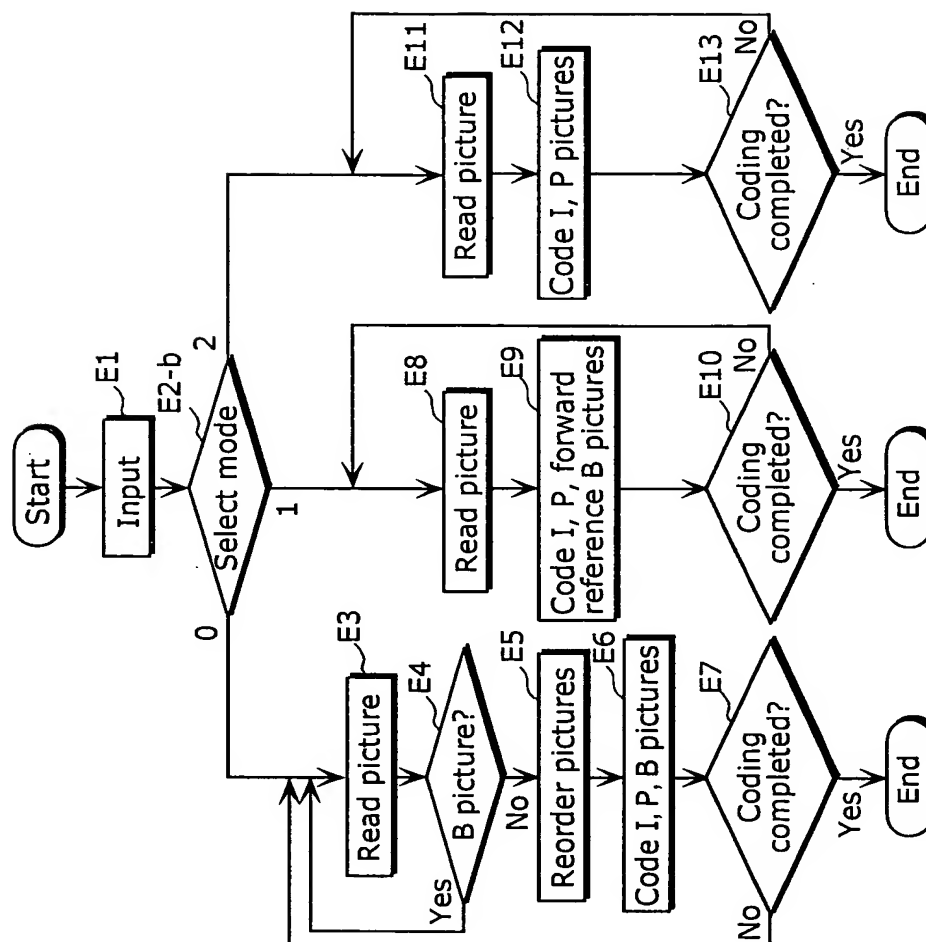 Start
E1
Input
E2-b
Select mode
0
1
2
E3
Read picture
E4
B picture?
Yes
No
E5
Reorder pictures
E6
Code I, P, B pictures
E7
Coding
completed?
No
Yes
End
E8
Read picture
E9
Code I, P, forward
reference B pictures
E10
Coding
completed?
No
Yes
End
E11
Read picture
E12
Code I, P pictures
E13
Coding
completed?
No
Yes
End